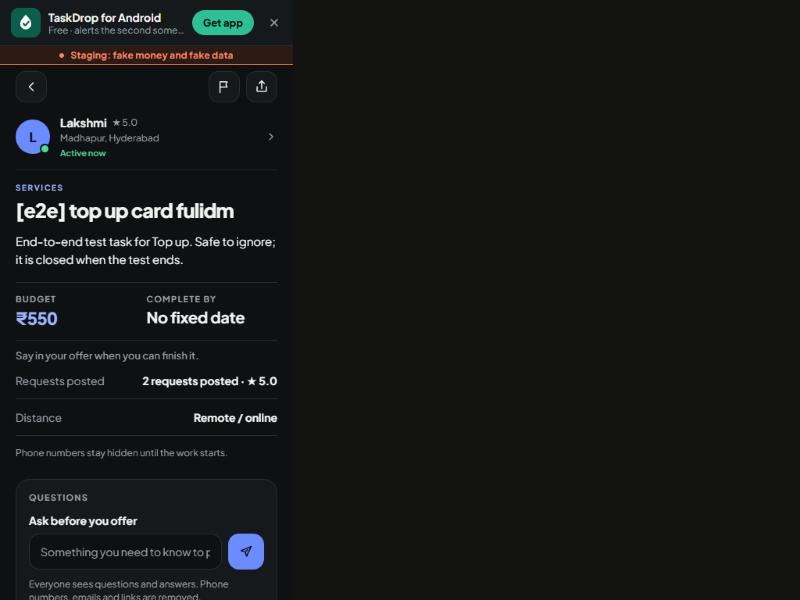 TaskDrop for Android
Free · alerts the second some...
Get app
Staging: fake money and fake data
Lakshmi ★ 5.0
L
Madhapur, Hyderabad
Active now
SERVICES
[e2e] top up card fulidm
End-to-end test task for Top up. Safe to ignore;
it is closed when the test ends.
BUDGET
COMPLETE BY
₹550
No fixed date
Say in your offer when you can finish it.
Requests posted
2 requests posted · ★ 5.0
Distance
Remote / online
Phone numbers stay hidden until the work starts.
QUESTIONS
Ask before you offer
Something you need to know to p
Everyone sees questions and answers. Phone
numbers, emails and links are removed.